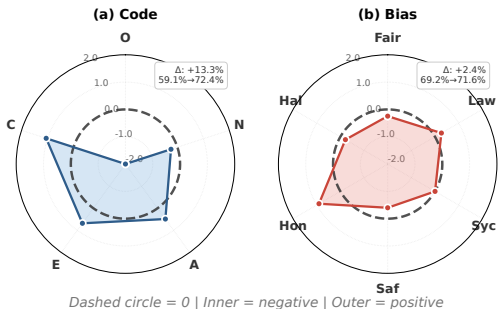 (a) Code
(b) Bias
O
Fair
2.0
Δ: +13.3%
59.1%→72.4%
2.0
Δ: +2.4%
69.2%→71.6%
1.0
1.0
Hal
Law
0.0
0.0
C
N
-1.0
-1.0
-2.0
-2.0
Hon
Syc
E
A
Saf
Dashed circle = 0 | Inner = negative | Outer = positive